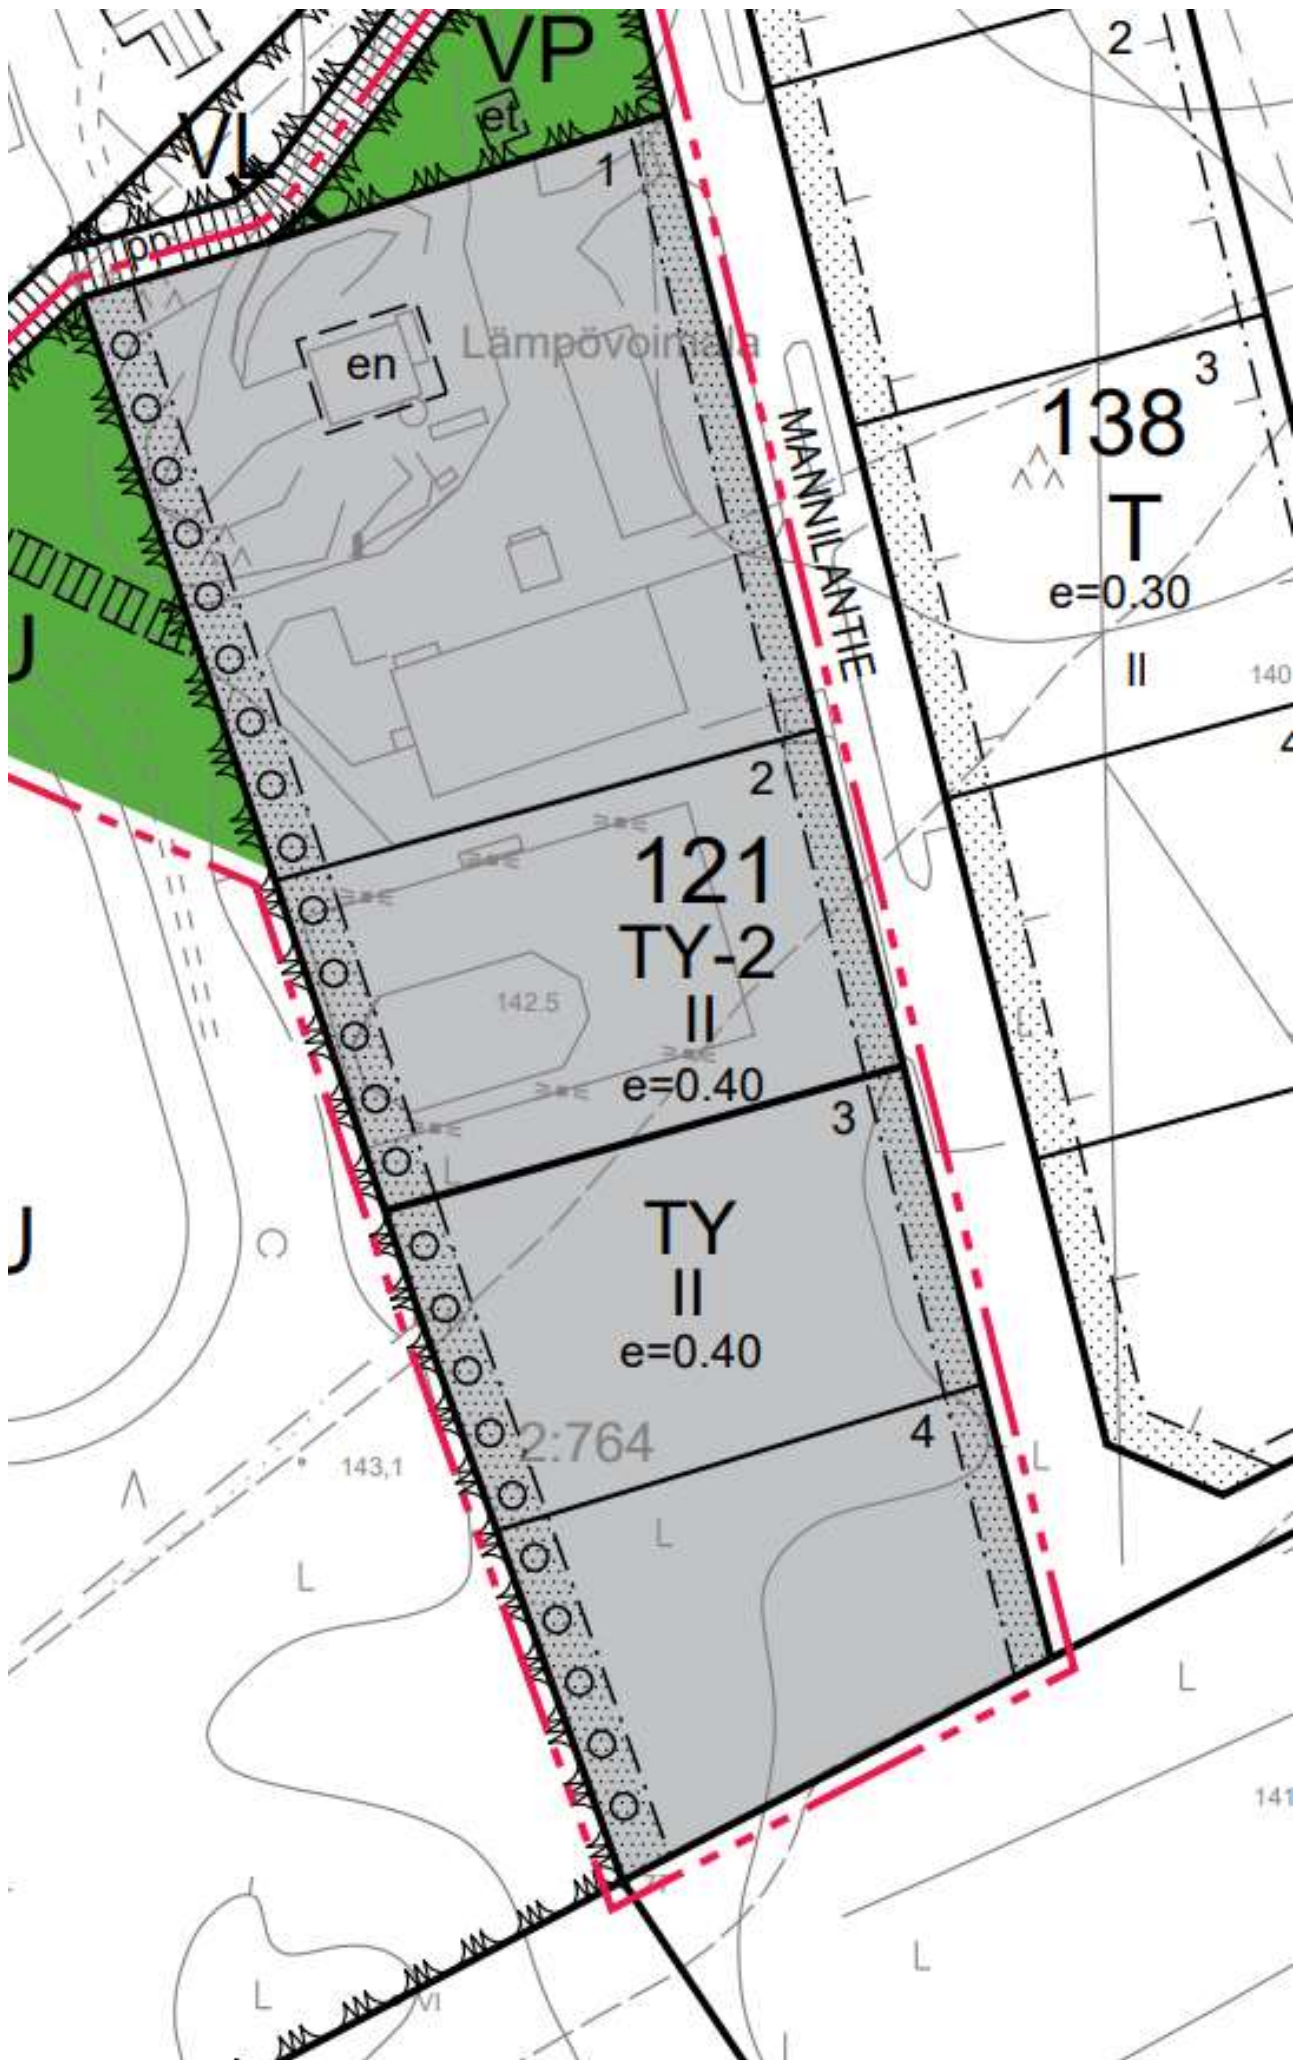 VP
2
et
VL
1
pp
en
Lämpövoimala
3
138
MANNILANTIE
T
e=0.30
II
140
4
2
121
TY-2
142.5
II
e=0.40
3
TY
II
e=0.40
4
2:764
143,1
L
L
L
L
L
L
L
141
L
L
VI
U
U